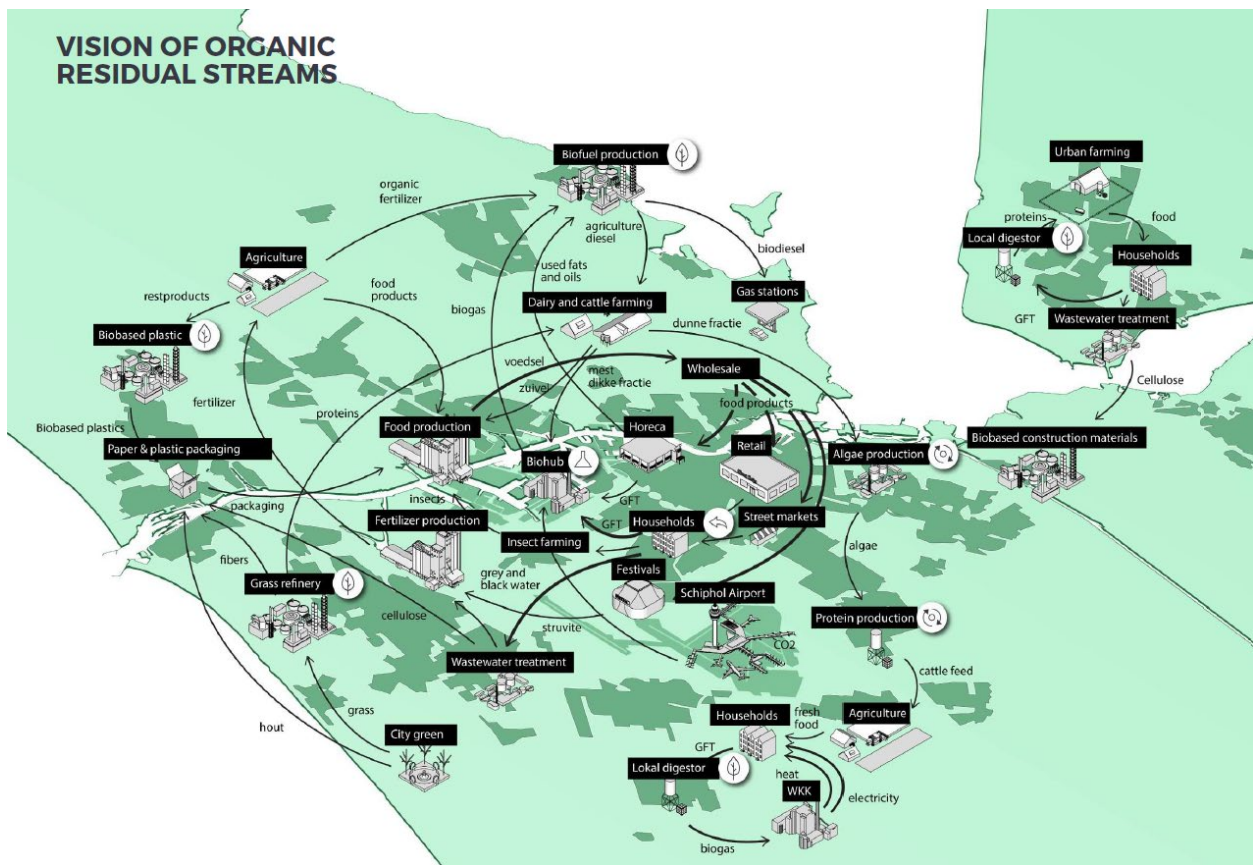 VISION OF ORGANIC
RESIDUAL STREAMS
Biofuel production
Urban farming
organic
fertilizer
agriculture
diesel
proteins
food
Local digestor
Households
biodiesel
Agriculture
used fats
and oils
food
products
biogas
Gas stations
restproducts
Dairy and cattle farming
dunne fractie
GFT
Wastewater treatment
Biobased plastic
voedsel
mest
dikke fractie
zuivel
Wholesale
food products
Cellulose
fertilizer
proteins
Biobased plastics
Food production
Horeca
Retail
Algae production
Biobased construction materials
Paper & plastic packaging
Biohub
packaging
insects
GFT
Fertilizer production
GFT
Households
Street markets
Insect farming
algae
fibers
Grass refinery
grey and
black water
Festivals
Schiphol Airpert
cellulose
struvite
CO2
Protein production
Wastewater treatment
cattle feed
grass
hout
City green
Households
fresh
food
Agriculture
GFT
Lokal digestor
heat
WKK
electricity
biogas